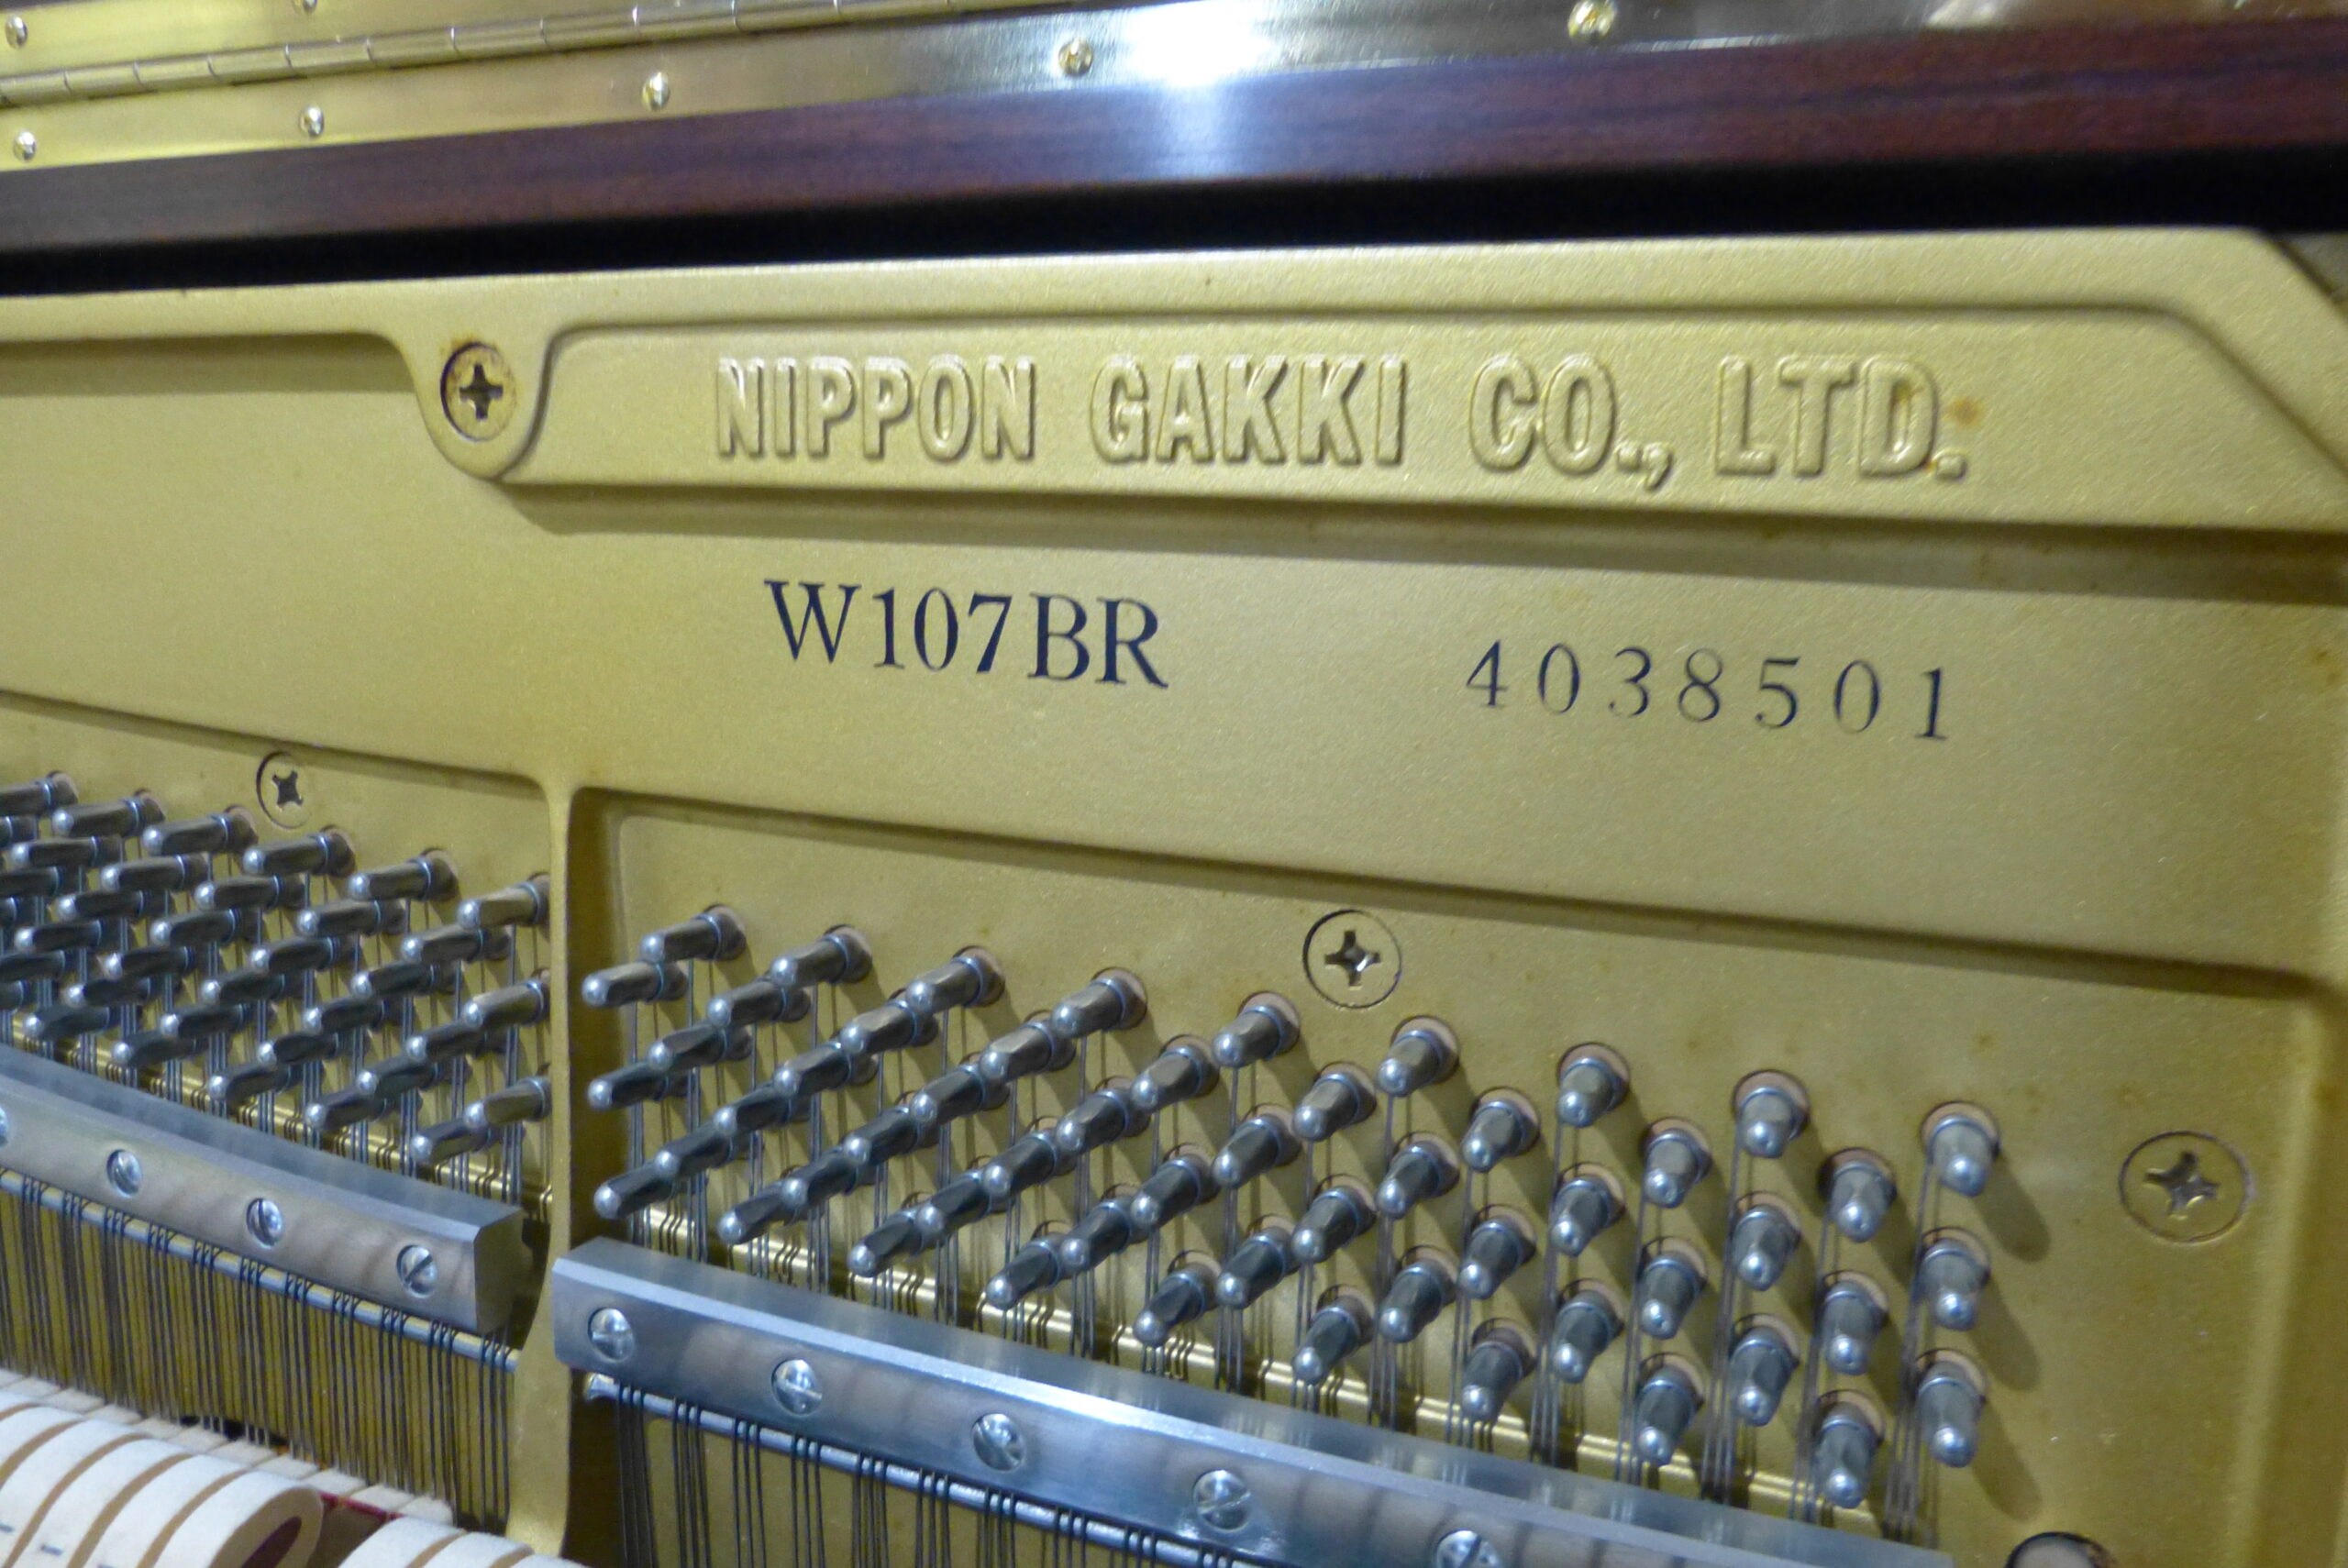 NIPPON GAKKI CO., LTD.
W107BR 4038501